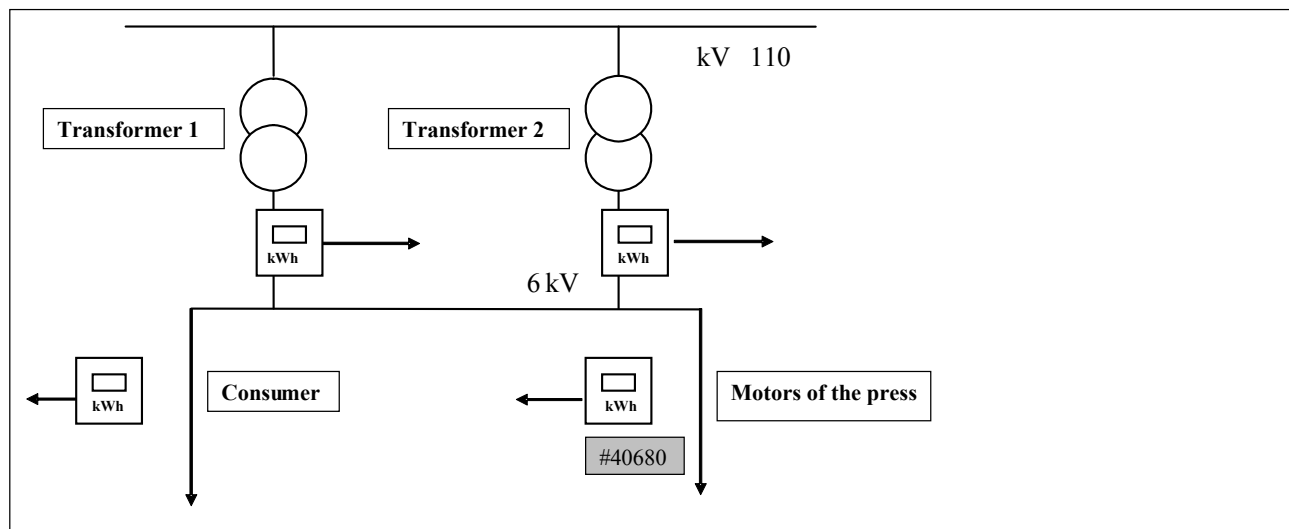 kV 110
Transformer 1
Transformer 2
kWh
kWh
6 kV
kWh
Consumer
kWh
Motors of the press
#40680